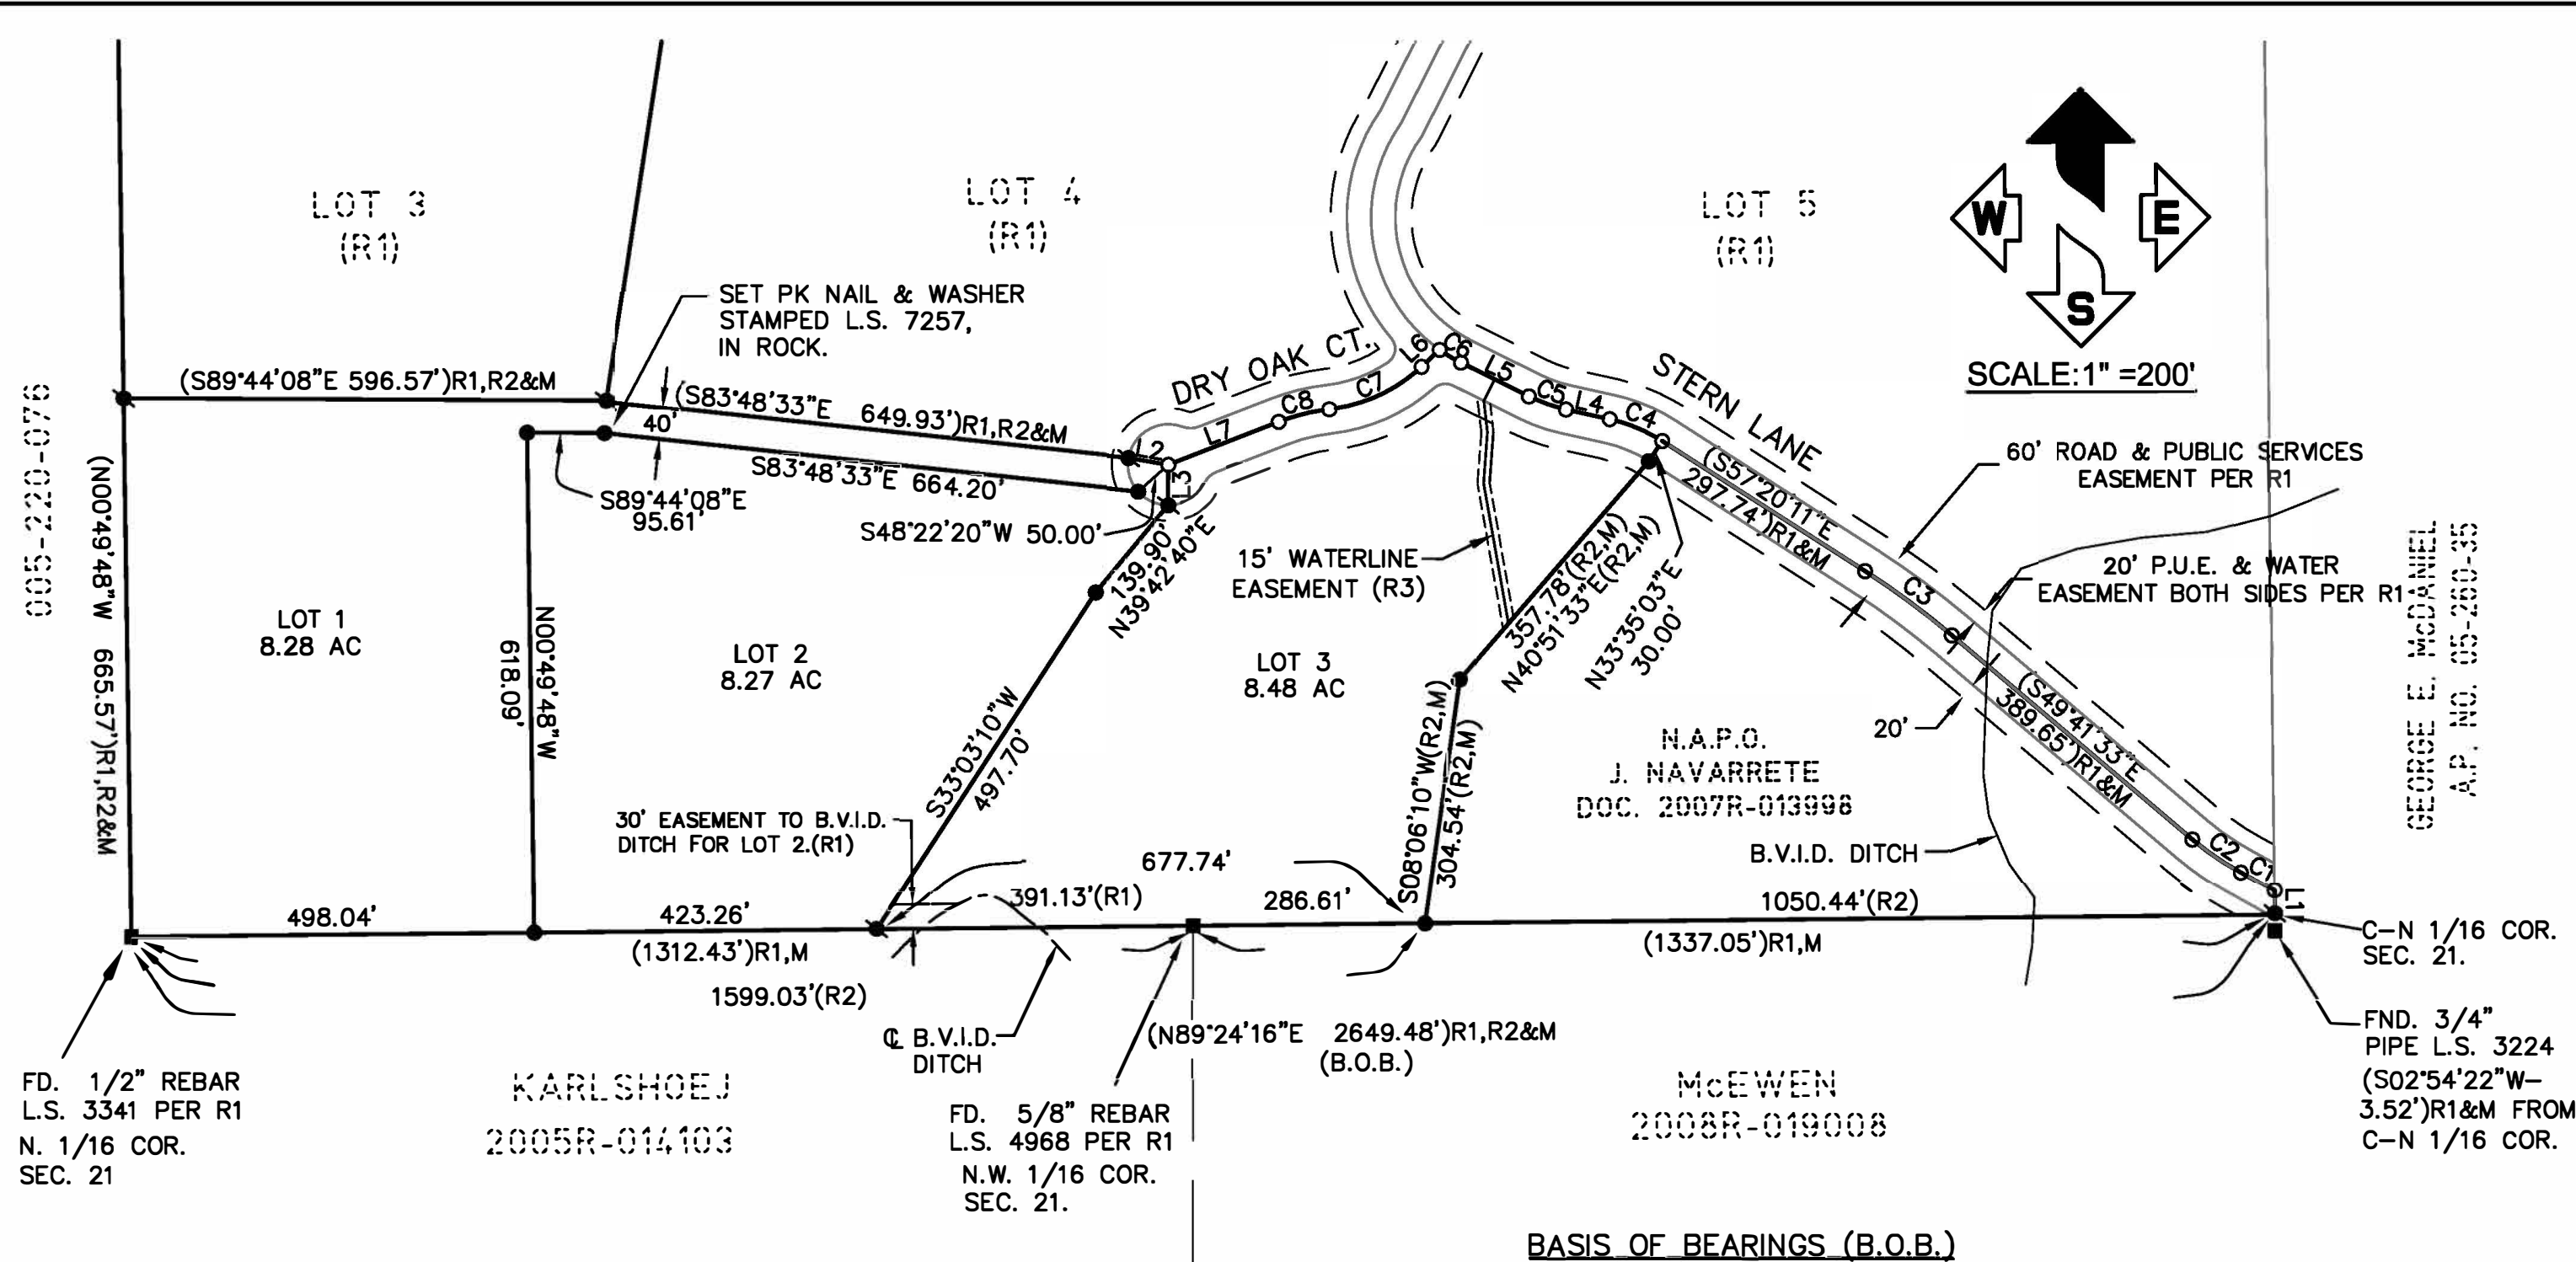 LOT 3
(R1)
LOT 4
(R1)
LOT 5
(R1)
W
E
S
SCALE:1" =200'
SET PK NAIL & WASHER
STAMPED L.S. 7257,
IN ROCK.
DRY OAK CT.
STERN LANE
L6
C6
L5
C5
L4
C4
C7
C8
L7
L2
L3
(S89°44'08"E 596.57')R1,R2&M
(S83°48'33"E 649.93')R1,R2&M
40'
S83°48'33"E 664.20'
S89°44'08"E
95.61'
S48°22'20"W 50.00'
139.90'
N39°42'40"E
005-220-076
(N00°49'48"W 665.57')R1,R2&M
LOT 1
8.28 AC
N00°49'48"W
618.09'
LOT 2
8.27 AC
S33°03'10"W
497.70'
15' WATERLINE
EASEMENT (R3)
LOT 3
8.48 AC
357.78'(R2,M)
N40°51'33"E(R2,M)
N33°35'03"E
30.00'
(S57°20'11"E
297.74')R1&M
60' ROAD & PUBLIC SERVICES
EASEMENT PER R1
20' P.U.E. & WATER
EASEMENT BOTH SIDES PER R1
C3
GEORGE E. McDANIEL
A.P. NO. 05-260-35
S08°06'10"W(R2,M)
304.54'(R2,M)
N.A.P.O.
J. NAVARRETE
DOC. 2007R-013998
20'
(S49°41'33"E
389.65')R1&M
B.V.I.D. DITCH
C2
C1
L1
30' EASEMENT TO B.V.I.D.
DITCH FOR LOT 2.(R1)
677.74'
391.13'(R1)
286.61'
1050.44'(R2)
498.04'
423.26'
(1312.43')R1,M
(1337.05')R1,M
1599.03'(R2)
℄ B.V.I.D.
DITCH
(N89°24'16"E 2649.48')R1,R2&M
(B.O.B.)
C-N 1/16 COR.
SEC. 21.
FND. 3/4"
PIPE L.S. 3224
(S02°54'22"W-
3.52')R1&M FROM
C-N 1/16 COR.
FD. 1/2" REBAR
L.S. 3341 PER R1
N. 1/16 COR.
SEC. 21
KARLSHOEJ
2005R-014103
FD. 5/8" REBAR
L.S. 4968 PER R1
N.W. 1/16 COR.
SEC. 21.
McEWEN
2008R-019008
BASIS OF BEARINGS (B.O.B.)